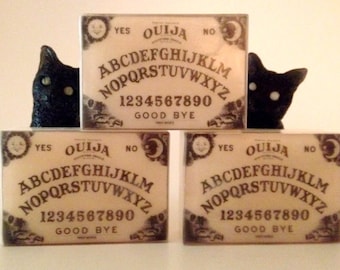 YES OUIJA NO
ABCDEFGHIJKLM
NOPQRSTUVWXYZ
1234567890
GOOD BYE
YES OUIJA NO
ABCDEFGHIJKLM
NOPQRSTUVWXYZ
1234567890
GOOD BYE
YES OUIJA NO
ABCDEFGHIJKLM
NOPQRSTUVWXYZ
1234567890
GOOD BYE